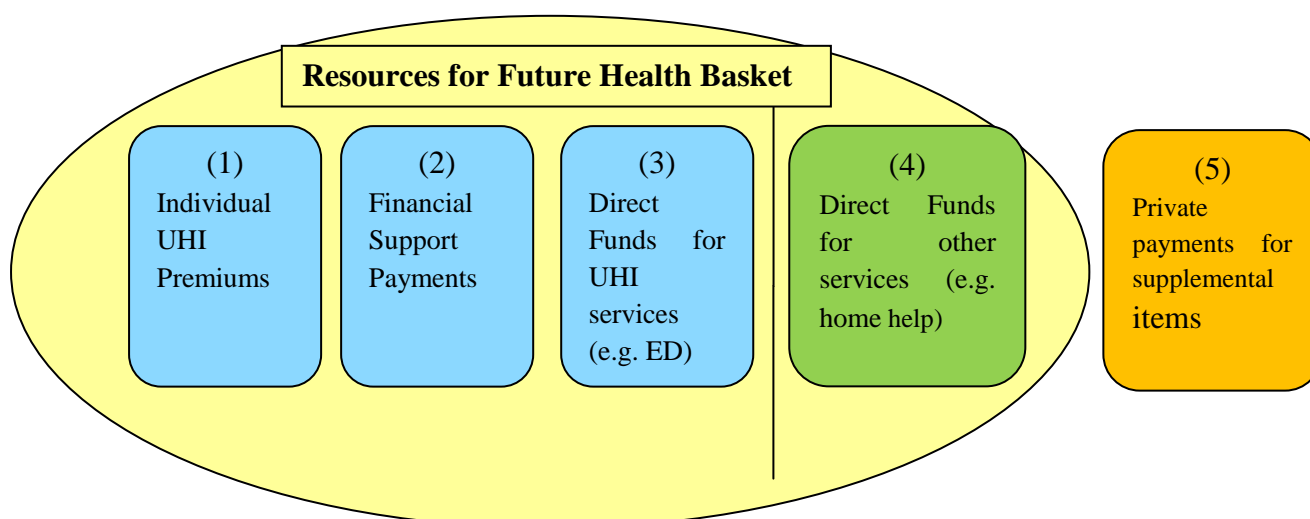 Resources for Future Health Basket
(1)
Individual
UHI
Premiums
(2)
Financial
Support
Payments
(3)
Direct
Funds for
UHI
services
(e.g. ED)
(4)
Direct Funds
for other
services (e.g.
home help)
(5)
Private
payments for
supplemental
items